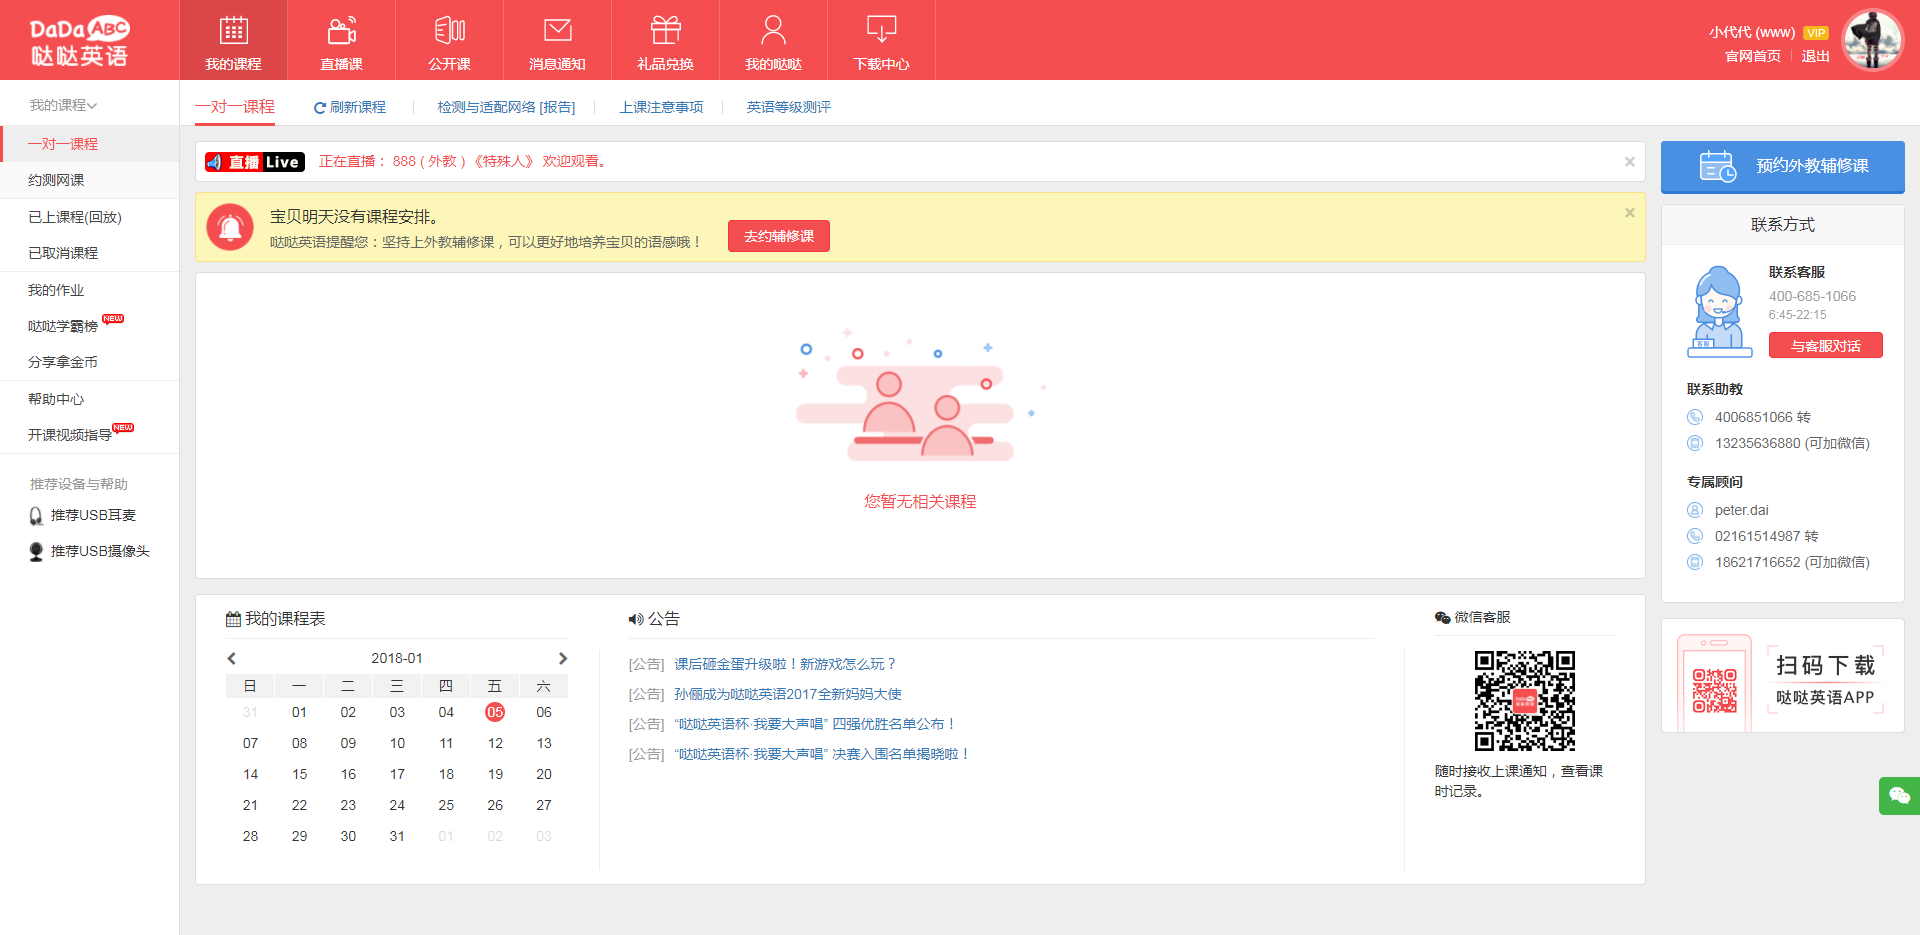 DaDa ABC
哒哒英语
我的课程
直播课
公开课
消息通知
礼品兑换
我的哒哒
下载中心
小代代 (www) VIP
官网首页 退出
我的课程
一对一课程
约测网课
已上课程(回放)
已取消课程
我的作业
哒哒学霸榜 NEW
分享拿金币
帮助中心
开课视频指导 NEW
推荐设备与帮助
推荐USB耳麦
推荐USB摄像头
一对一课程 刷新课程 检测与适配网络 [报告] 上课注意事项 英语等级测评
直播 Live 正在直播： 888 ( 外教 )《特殊人》 欢迎观看。 ×
宝贝明天没有课程安排。 ×
哒哒英语提醒您：坚持上外教辅修课，可以更好地培养宝贝的语感哦！
去约辅修课
您暂无相关课程
我的课程表
2018-01
日 一 二 三 四 五 六
31 01 02 03 04 05 06
07 08 09 10 11 12 13
14 15 16 17 18 19 20
21 22 23 24 25 26 27
28 29 30 31 01 02 03
公告
[公告] 课后砸金蛋升级啦！新游戏怎么玩？
[公告] 孙俪成为哒哒英语2017全新妈妈大使
[公告] “哒哒英语杯·我要大声唱” 四强优胜名单公布！
[公告] “哒哒英语杯·我要大声唱” 决赛入围名单揭晓啦！
微信客服
DaDaABC
哒哒英语
随时接收上课通知，查看课
时记录。
预约外教辅修课
联系方式
客服
联系客服
400-685-1066
6:45-22:15
与客服对话
联系助教
4006851066 转
13235636880 (可加微信)
专属顾问
peter.dai
02161514987 转
18621716652 (可加微信)
扫码下载
哒哒英语APP